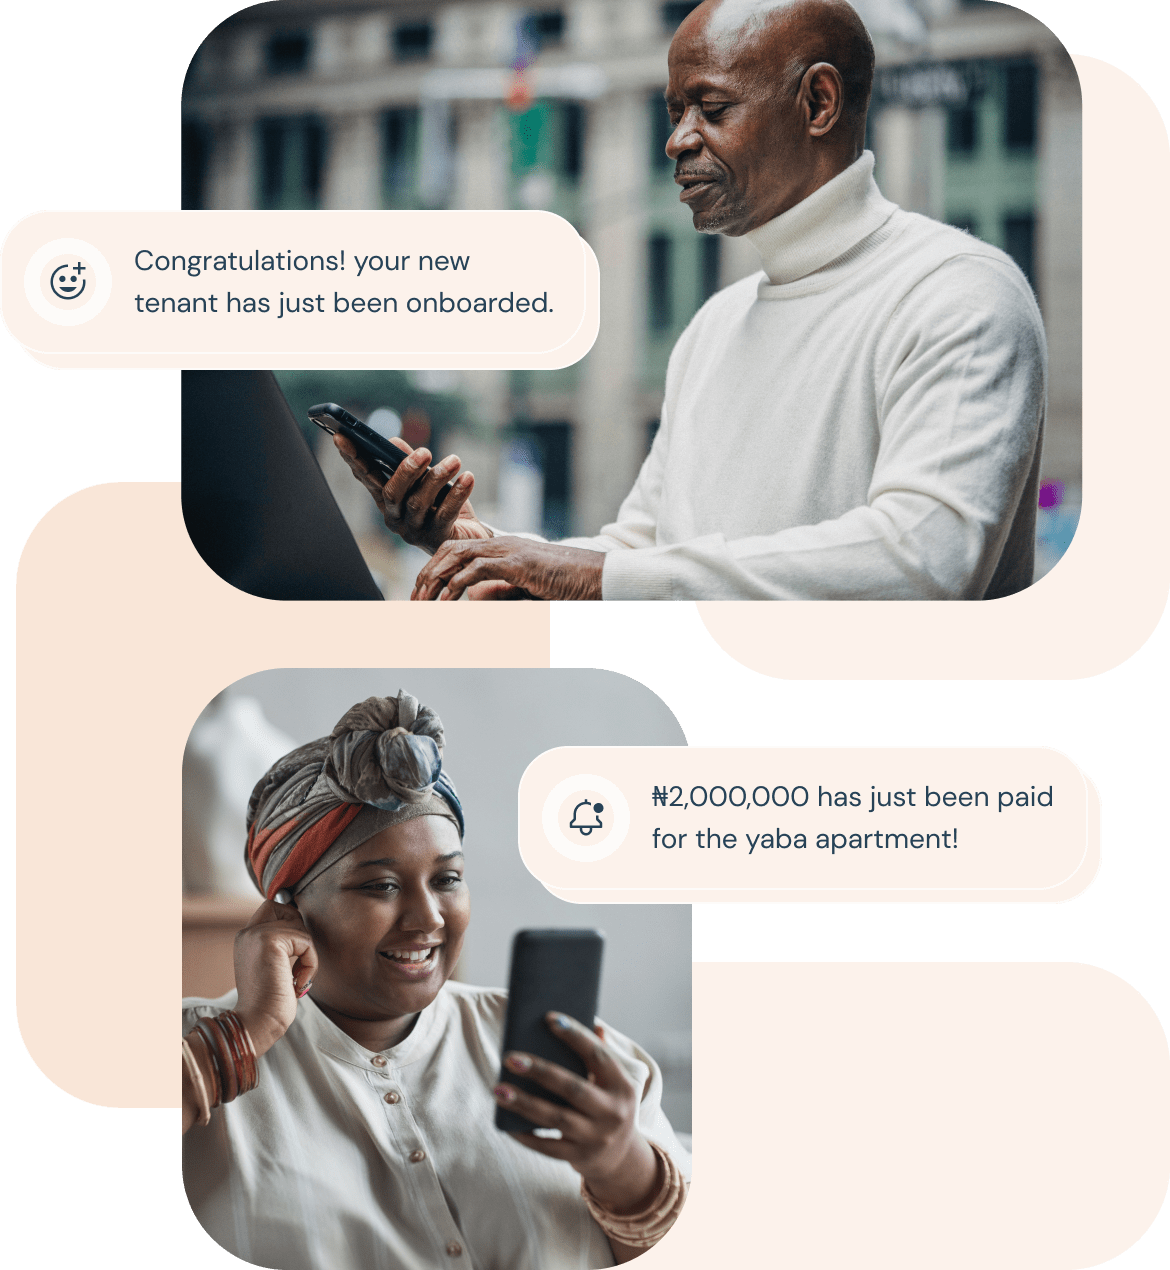 Congratulations! your new
tenant has just been onboarded.
₦2,000,000 has just been paid
for the yaba apartment!